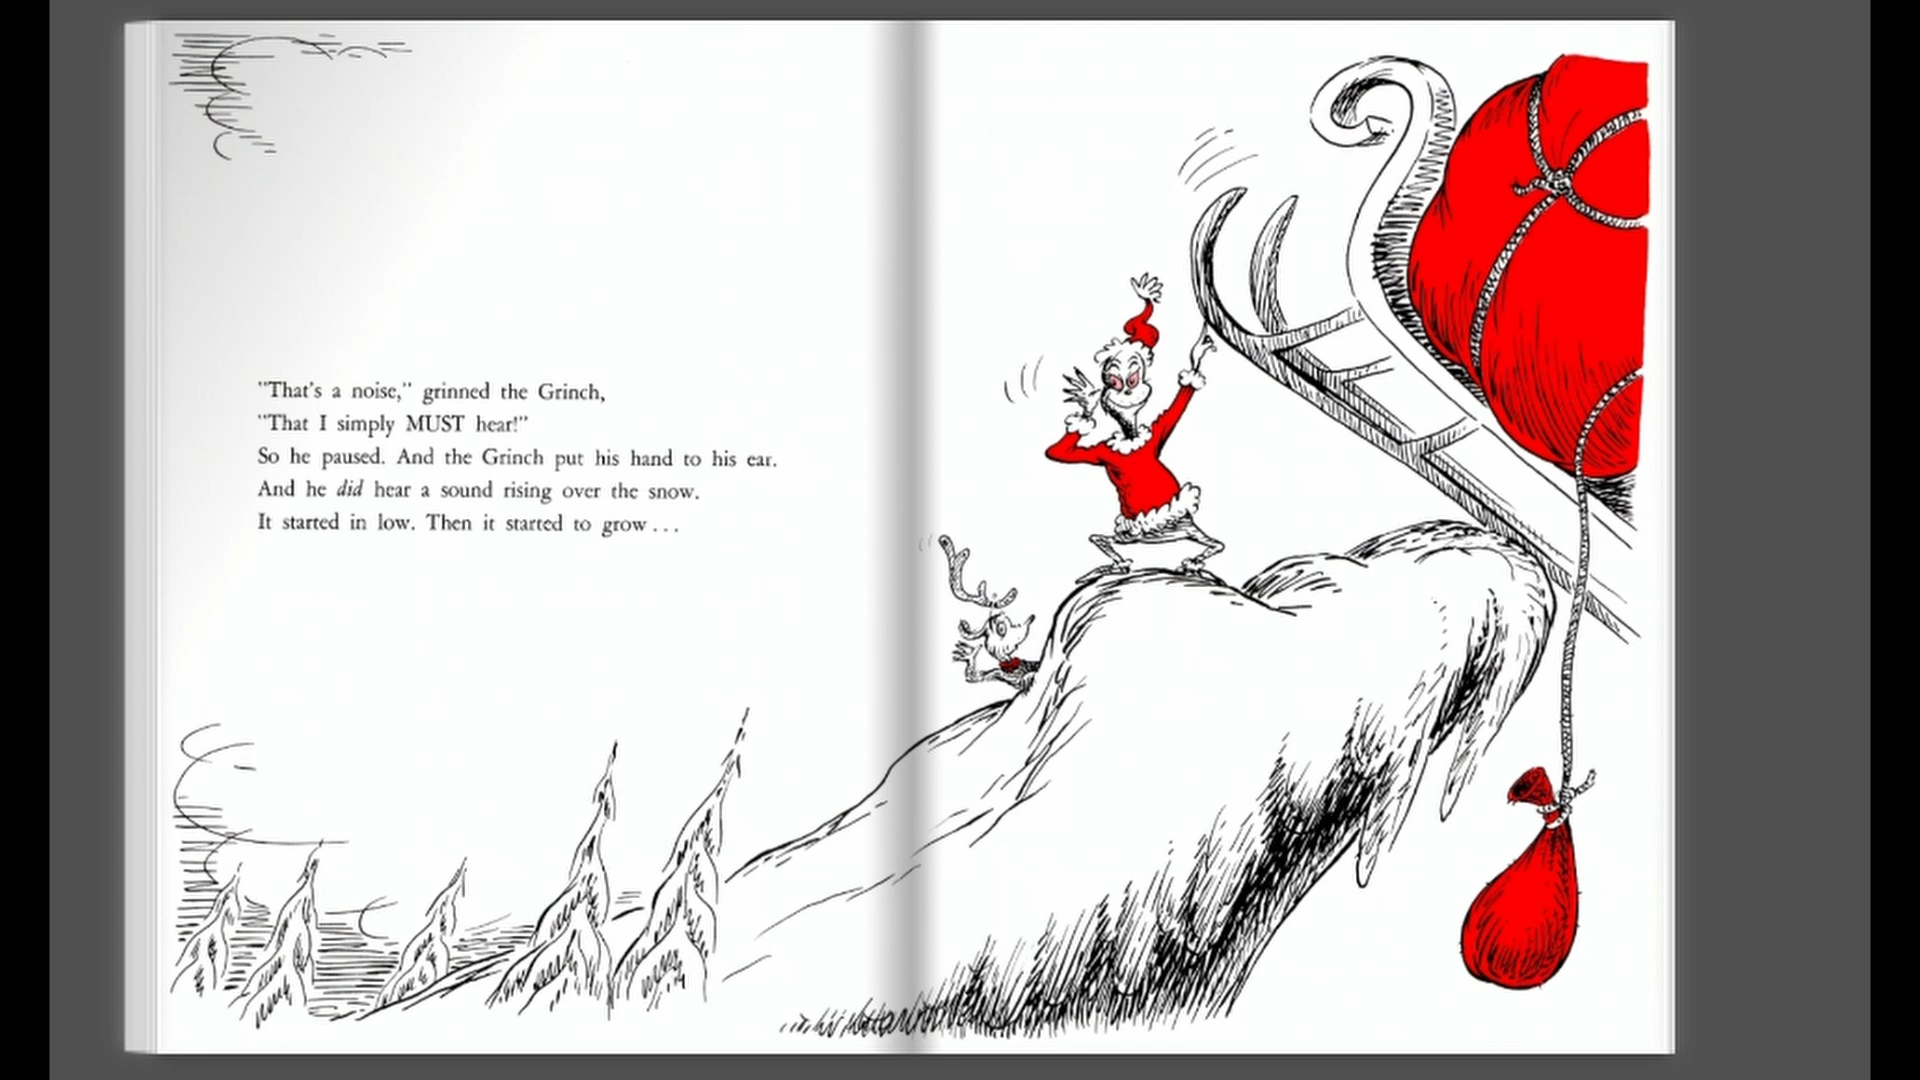 "That's a noise," grinned the Grinch,
"That I simply MUST hear!"
So he paused. And the Grinch put his hand to his ear.
And he did hear a sound rising over the snow.
It started in low. Then it started to grow...